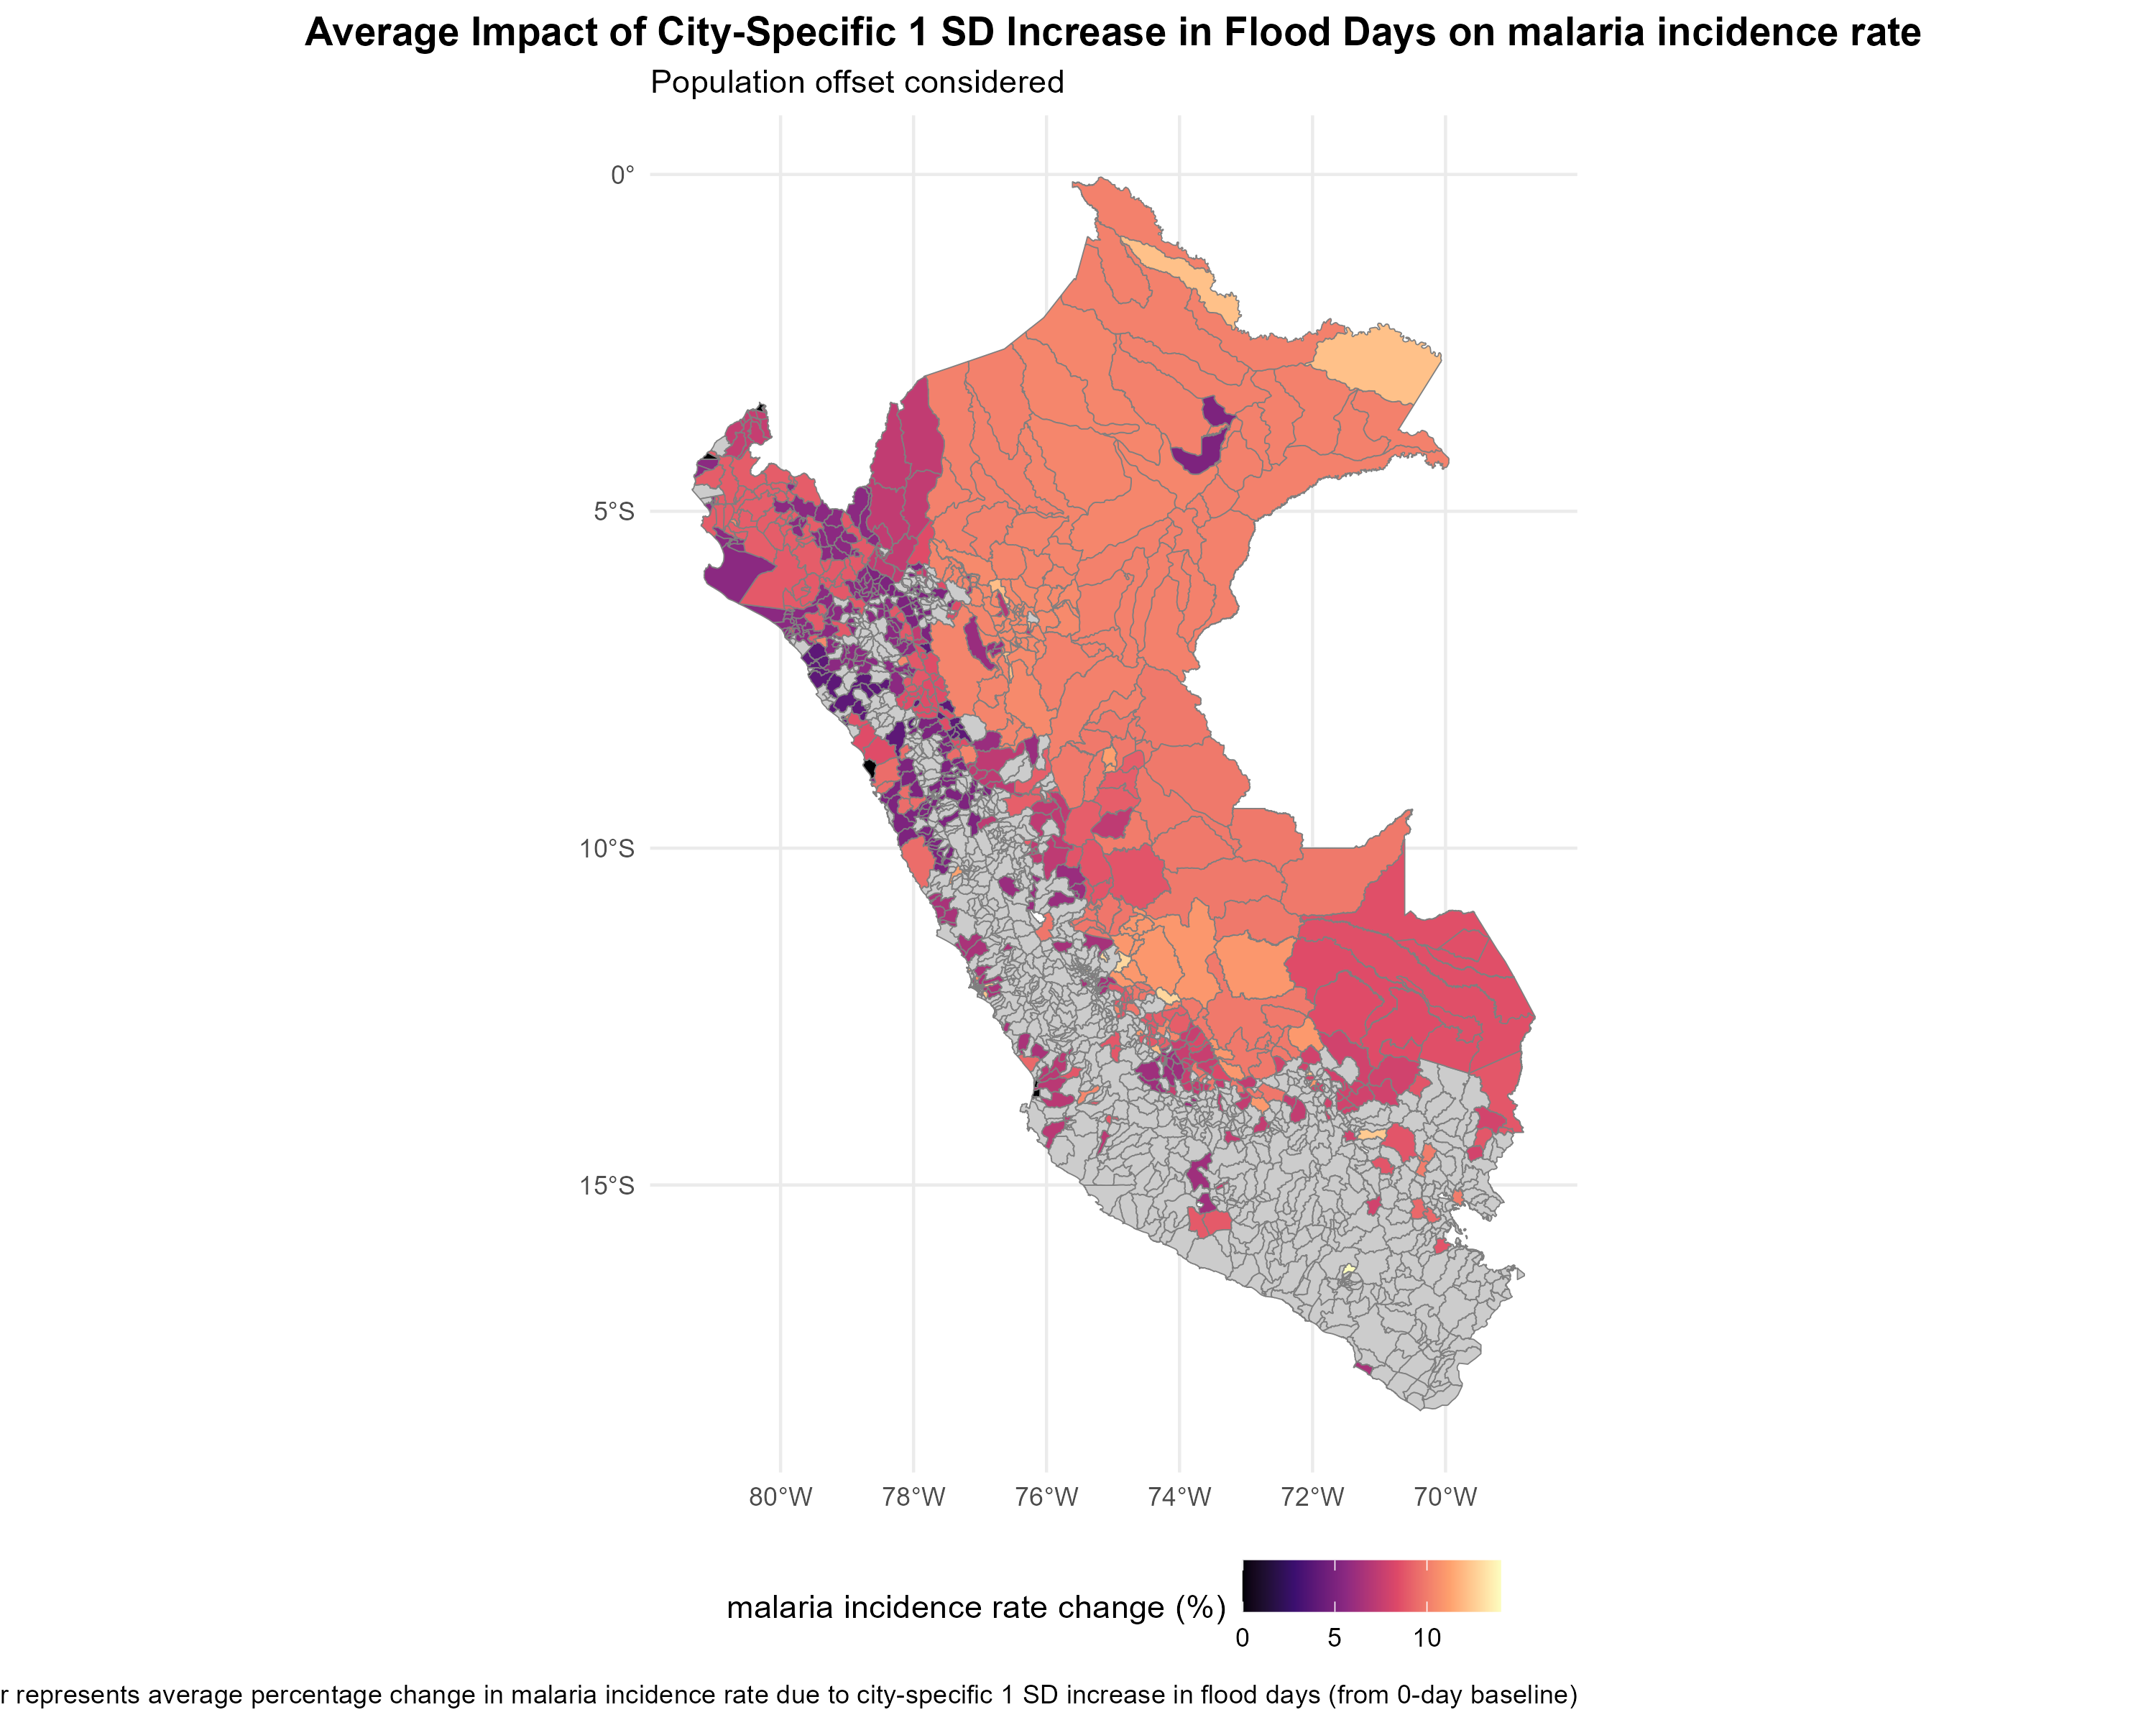 Average Impact of City-Specific 1 SD Increase in Flood Days on malaria incidence rate
Population offset considered
0°
5°S
10°S
15°S
80°W 78°W 76°W 74°W 72°W 70°W
malaria incidence rate change (%)
0 5 10
r represents average percentage change in malaria incidence rate due to city-specific 1 SD increase in flood days (from 0-day baseline)